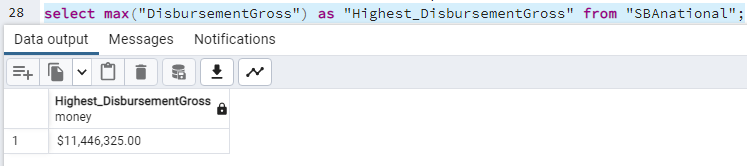 28 select max("DisbursementGross") as "Highest_DisbursementGross" from "SBAnational";
Data output Messages Notifications
Highest_DisbursementGross
money
1 $11,446,325.00